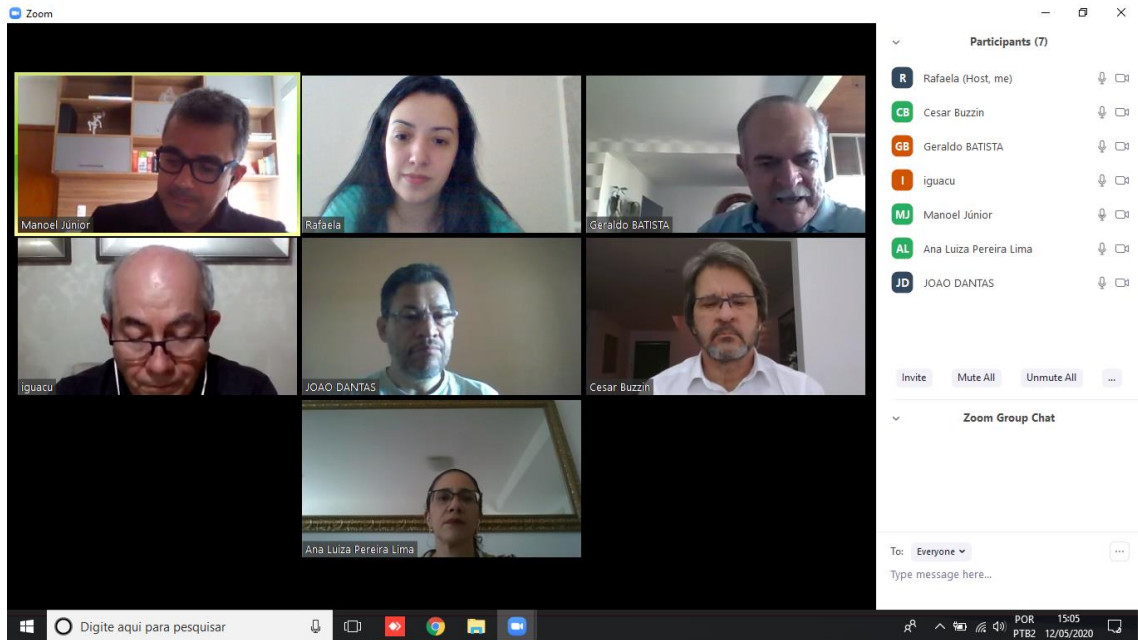 Zoom
Manoel Júnior
Rafaela
Geraldo BATISTA
iguacu
JOAO DANTAS
Cesar Buzzin
Ana Luiza Pereira Lima
Participants (7)
R Rafaela (Host, me)
CB Cesar Buzzin
GB Geraldo BATISTA
I iguacu
MJ Manoel Júnior
AL Ana Luiza Pereira Lima
JD JOAO DANTAS
Invite Mute All Unmute All ...
Zoom Group Chat
To: Everyone ...
Type message here...
Digite aqui para pesquisar
POR 15:05
PTB2 12/05/2020